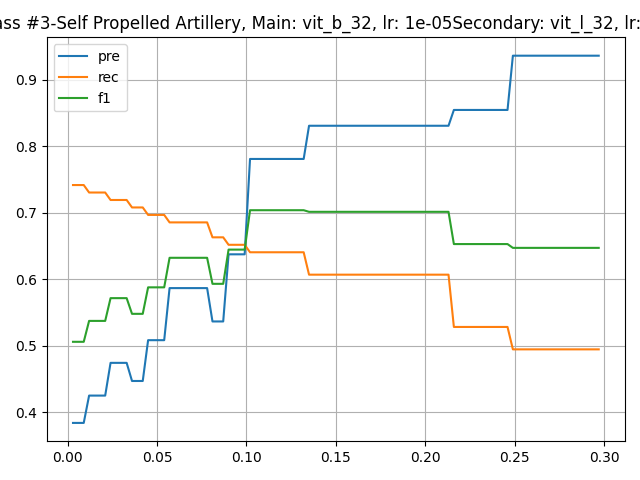 ass #3-Self Propelled Artillery, Main: vit_b_32, lr: 1e-05Secondary: vit_l_32, lr:
pre
rec
f1
0.9
0.8
0.7
0.6
0.5
0.4
0.00 0.05 0.10 0.15 0.20 0.25 0.30